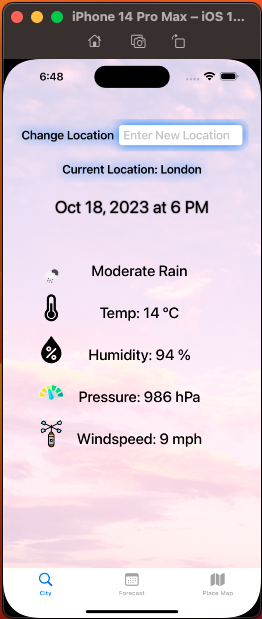 iPhone 14 Pro Max – iOS 1...
6:48
Change Location Enter New Location
Current Location: London
Oct 18, 2023 at 6 PM
Moderate Rain
Temp: 14 °C
Humidity: 94 %
Pressure: 986 hPa
Windspeed: 9 mph
City Forecast Place Map